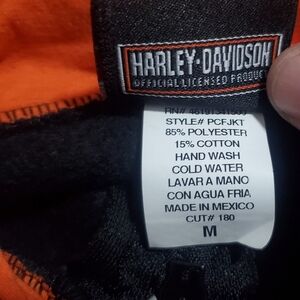 HARLEY-DAVIDSON
OFFICIAL LICENSED PRODUCT
STYLE# PCFJKT
85% POLYESTER
15% COTTON
HAND WASH
COLD WATER
LAVAR A MANO
CON AGUA FRIA
MADE IN MEXICO
CUT# 180
M